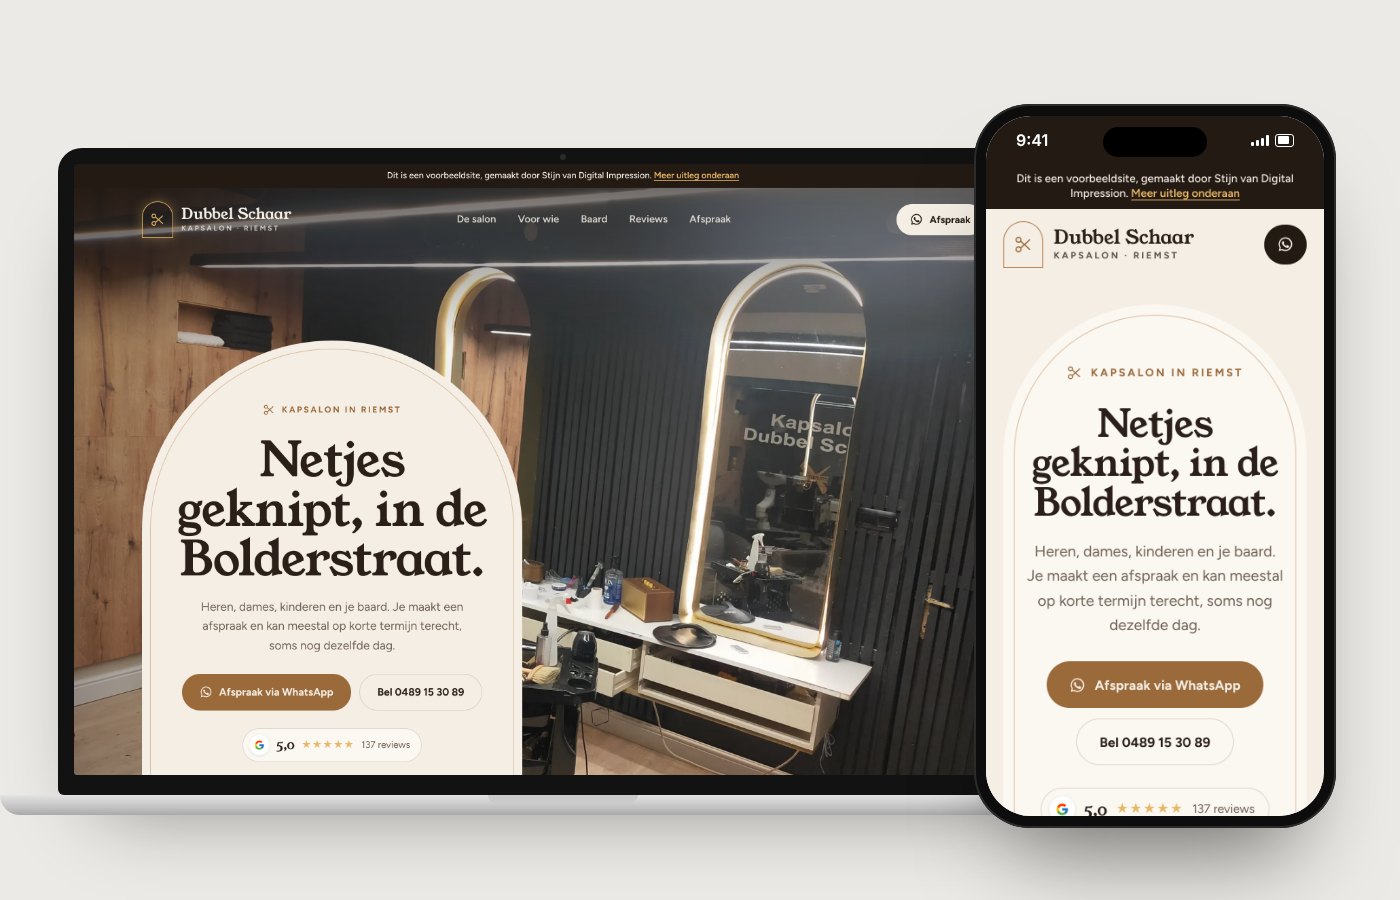 Dit is een voorbeeldsite, gemaakt door Stijn van Digital Impression. Meer uitleg onderaan
Dubbel Schaar
KAPSALON · RIEMST
De salon
Voor wie
Baard
Reviews
Afspraak
Afspraak
Kapsalo
Dubbel Sc
KAPSALON IN RIEMST
Netjes
geknipt, in de
Bolderstraat.
Heren, dames, kinderen en je baard. Je maakt een
afspraak en kan meestal op korte termijn terecht,
soms nog dezelfde dag.
Afspraak via WhatsApp
Bel 0489 15 30 89
5,0
137 reviews
9:41
Dit is een voorbeeldsite, gemaakt door Stijn van Digital
Impression. Meer uitleg onderaan
Dubbel Schaar
KAPSALON · RIEMST
KAPSALON IN RIEMST
Netjes
geknipt, in de
Bolderstraat.
Heren, dames, kinderen en je baard.
Je maakt een afspraak en kan meestal
op korte termijn terecht, soms nog
dezelfde dag.
Afspraak via WhatsApp
Bel 0489 15 30 89
5,0
137 reviews